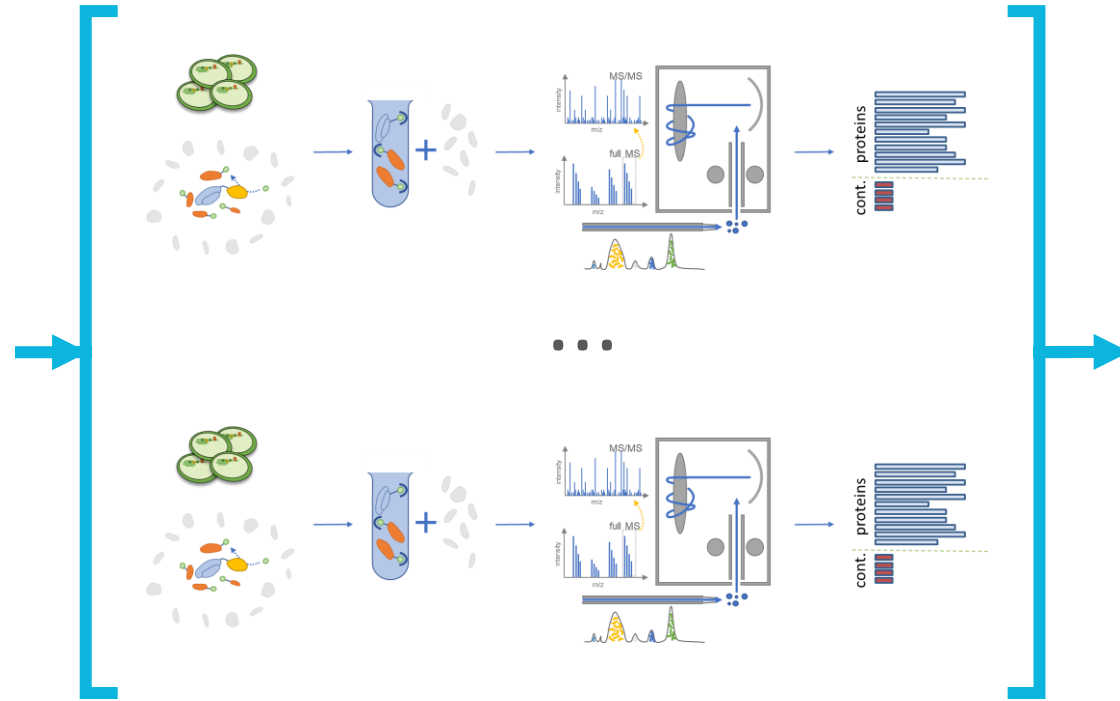 MS/MS
intensity
m/z
full MS
intensity
m/z
proteins
cont.
...
MS/MS
intensity
m/z
full MS
intensity
m/z
proteins
cont.